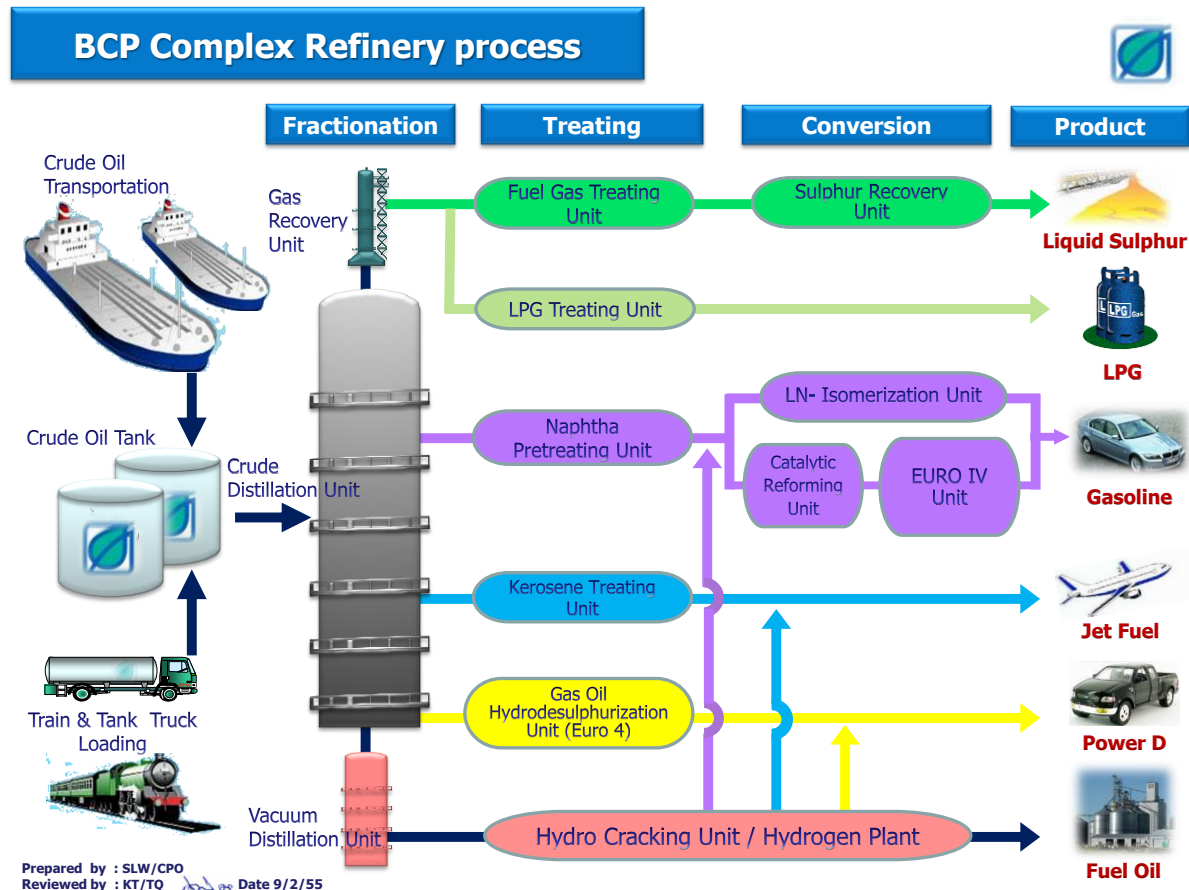 BCP Complex Refinery process
Fractionation
Treating
Conversion
Product
Crude Oil
Transportation
Gas
Recovery
Unit
Fuel Gas Treating
Unit
Sulphur Recovery
Unit
Liquid Sulphur
LPG Treating Unit
LPG Gas
LPG
LN- Isomerization Unit
Naphtha
Pretreating Unit
Catalytic
Reforming
Unit
EURO IV
Unit
Gasoline
Crude Oil Tank
Crude
Distillation Unit
Kerosene Treating
Unit
Jet Fuel
Gas Oil
Hydrodesulphurization
Unit (Euro 4)
Power D
Train & Tank Truck
Loading
Vacuum
Distillation Unit
Hydro Cracking Unit / Hydrogen Plant
Fuel Oil
Prepared by : SLW/CPO
Reviewed by : KT/TQ Date 9/2/55